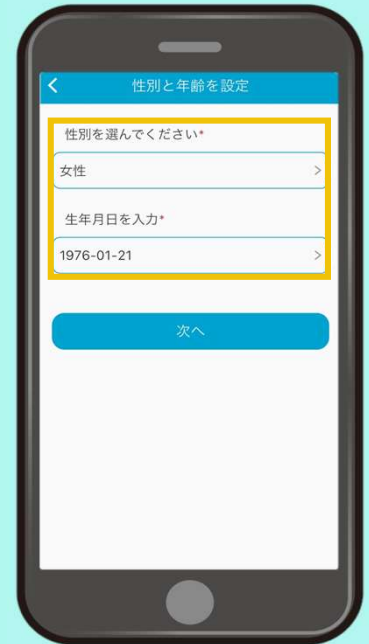 性別と年齢を設定
性別を選んでください*
女性
生年月日を入力*
1976-01-21
次へ